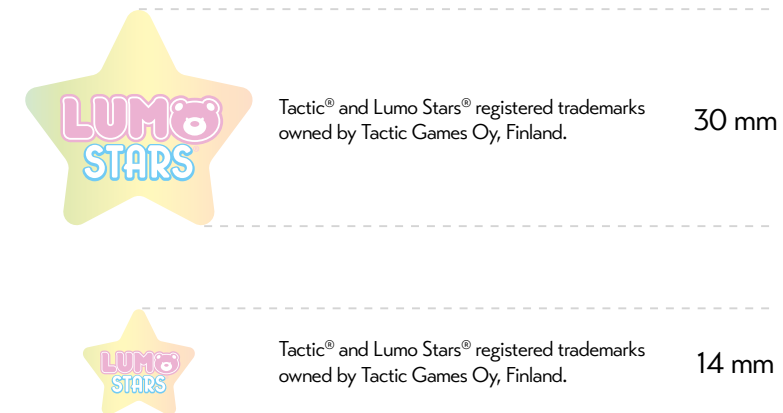 LUMO
STARS
Tactic® and Lumo Stars® registered trademarks
owned by Tactic Games Oy, Finland.
30 mm
LUMO
STARS
Tactic® and Lumo Stars® registered trademarks
owned by Tactic Games Oy, Finland.
14 mm